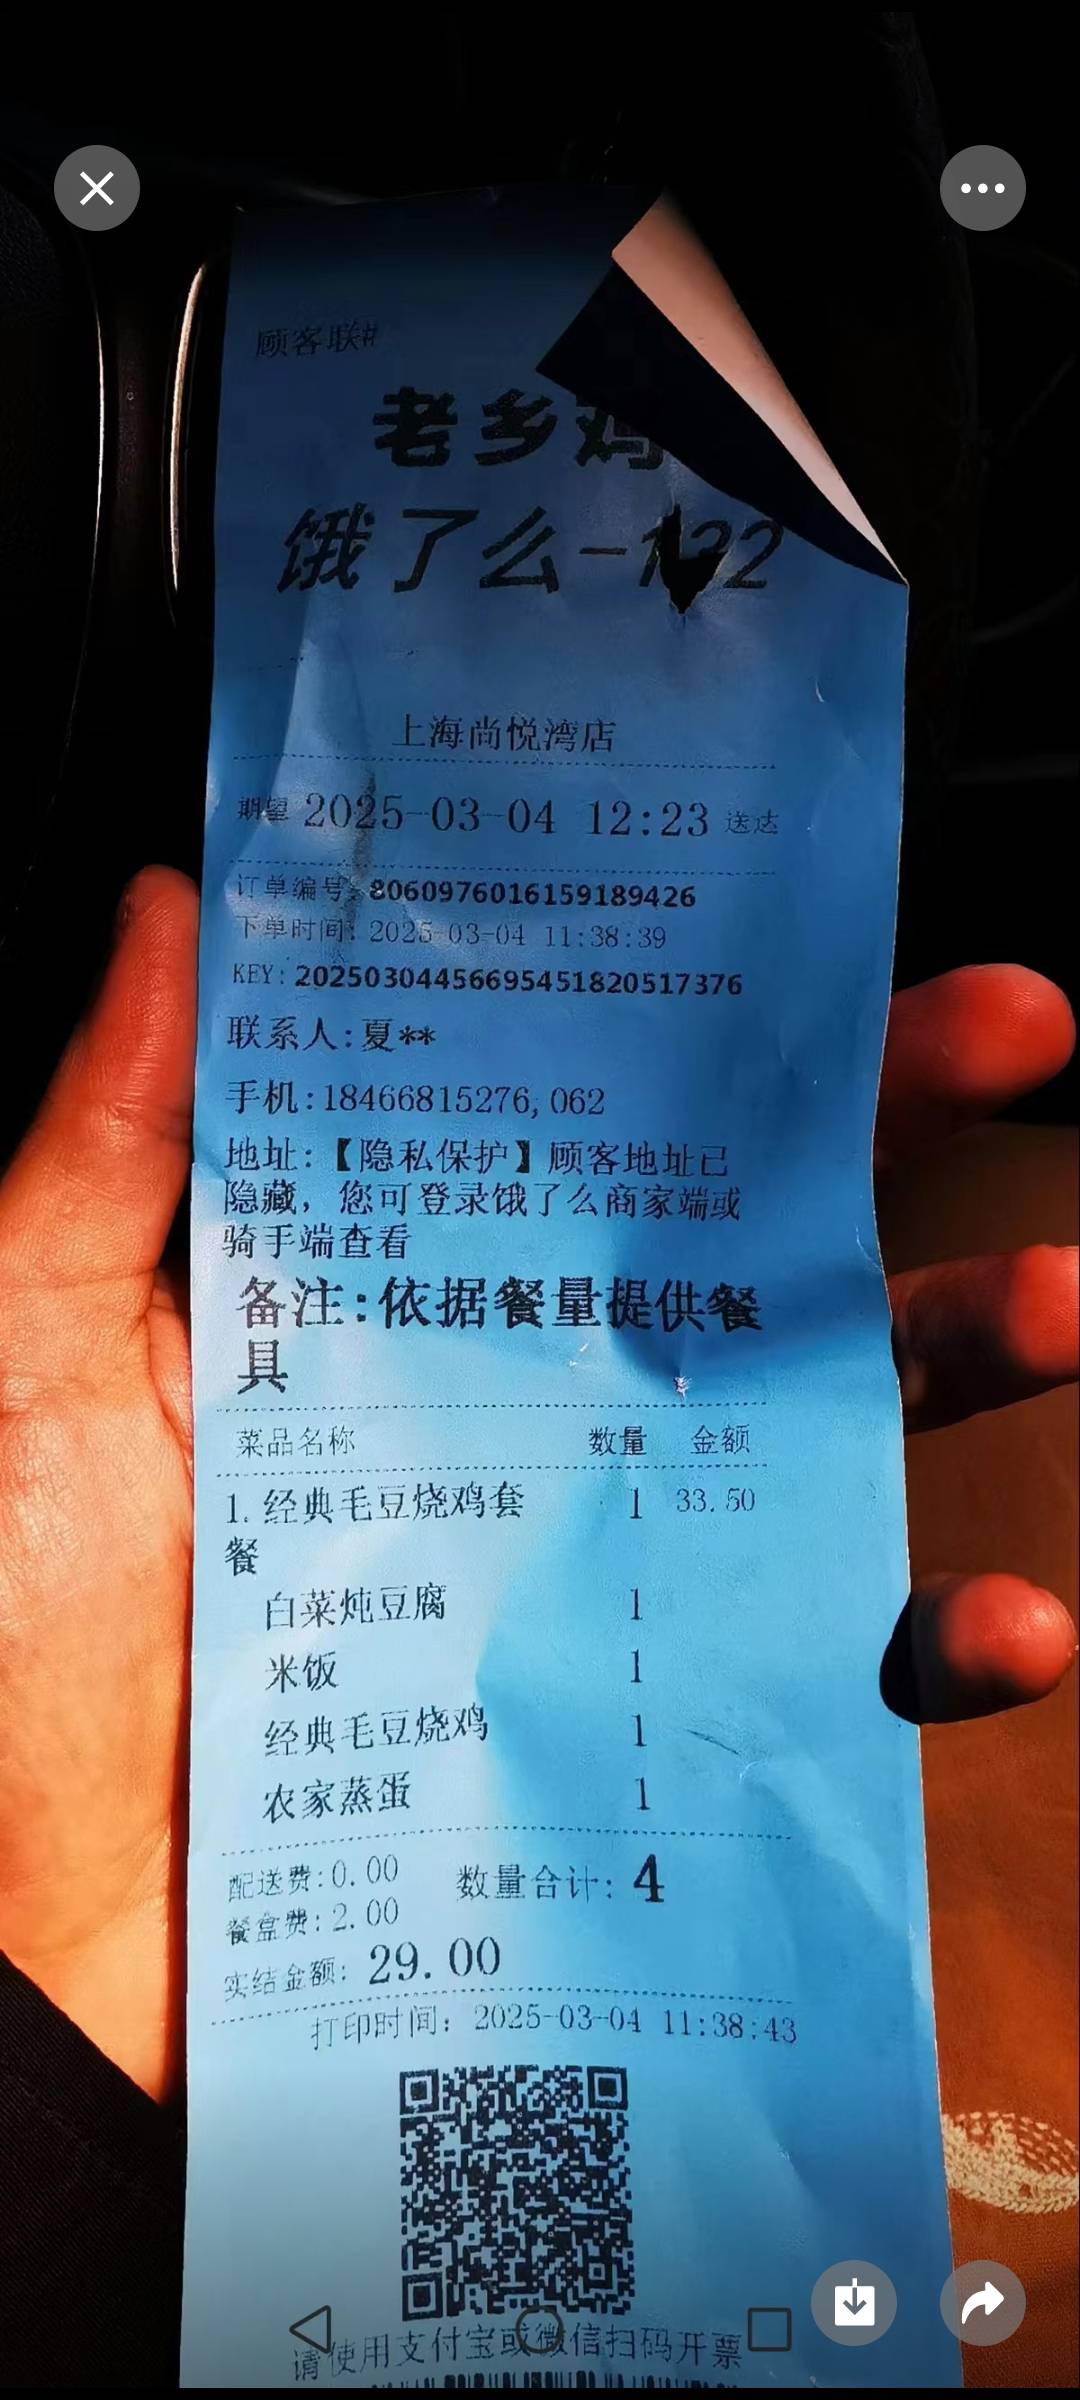 顾客联#
老乡鸡
饿了么-122
上海尚悦湾店
期望 2025-03-04 12:23 送达
订单编号: 8060976016159189426
下单时间: 2025-03-04 11:38:39
KEY: 2025030445669545182051​7376
联系人:夏**
手机:18466815276,062
地址:【隐私保护】顾客地址已
隐藏，您可登录饿了么商家端或
骑手端查看
备注:依据餐量提供餐
具
菜品名称 数量 金额
1. 经典毛豆烧鸡套 1 33.50
餐
白菜炖豆腐 1
米饭 1
经典毛豆烧鸡 1
农家蒸蛋 1
配送费:0.00 数量合计: 4
餐盒费:2.00
实结金额: 29.00
打印时间: 2025-03-04 11:38:43
请使用支付宝或微信扫码开票